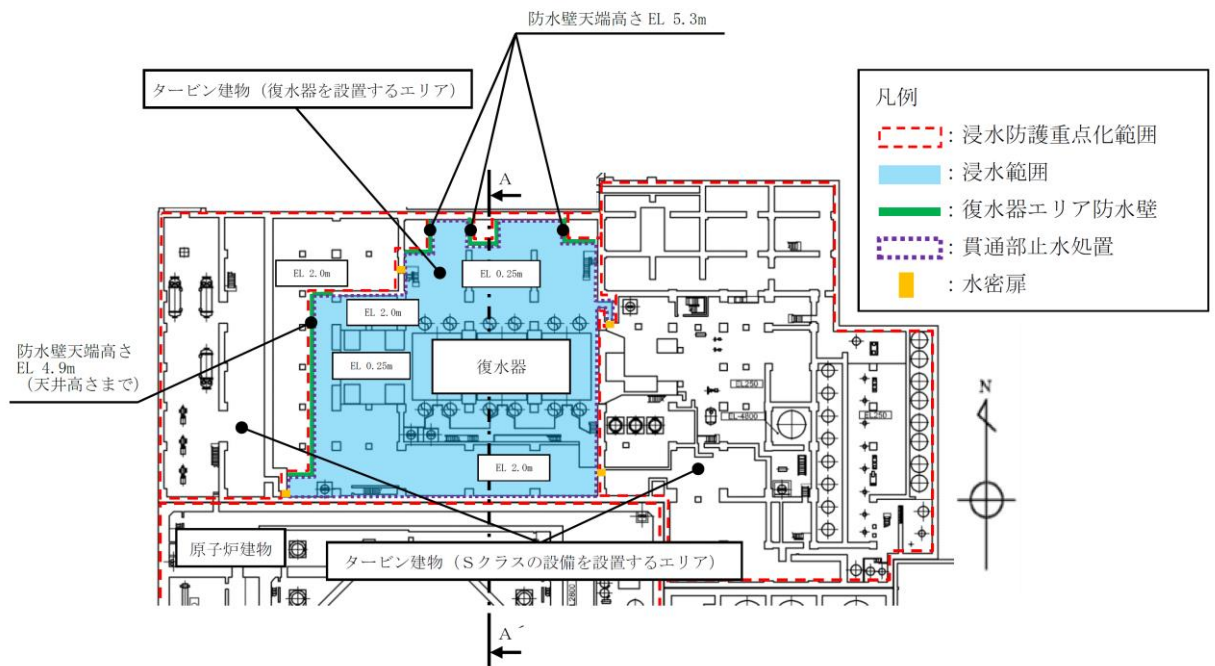 防水壁天端高さ EL 5.3m
タービン建物（復水器を設置するエリア）
凡例
：浸水防護重点化範囲
：浸水範囲
：復水器エリア防水壁
：貫通部止水処置
：水密扉
A
EL 2.0m
EL 0.25m
EL 2.0m
防水壁天端高さ
EL 4.9m
（天井高さまで）
EL 0.25m
復水器
EL250
EL-4800
EL250
N
EL 2.0m
原子炉建物
タービン建物（Ｓクラスの設備を設置するエリア）
EL2800
A